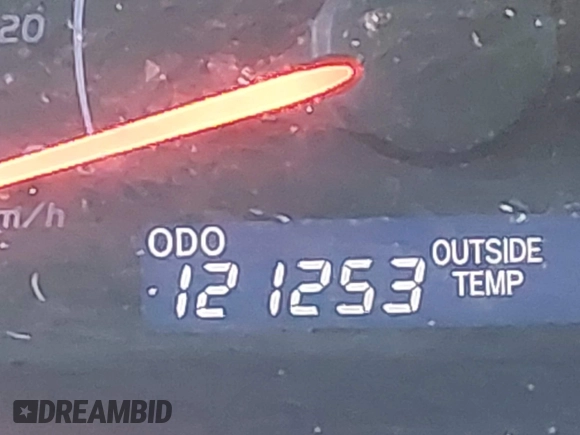 20
m/h
ODO
OUTSIDE
TEMP
121253
DREAMBID